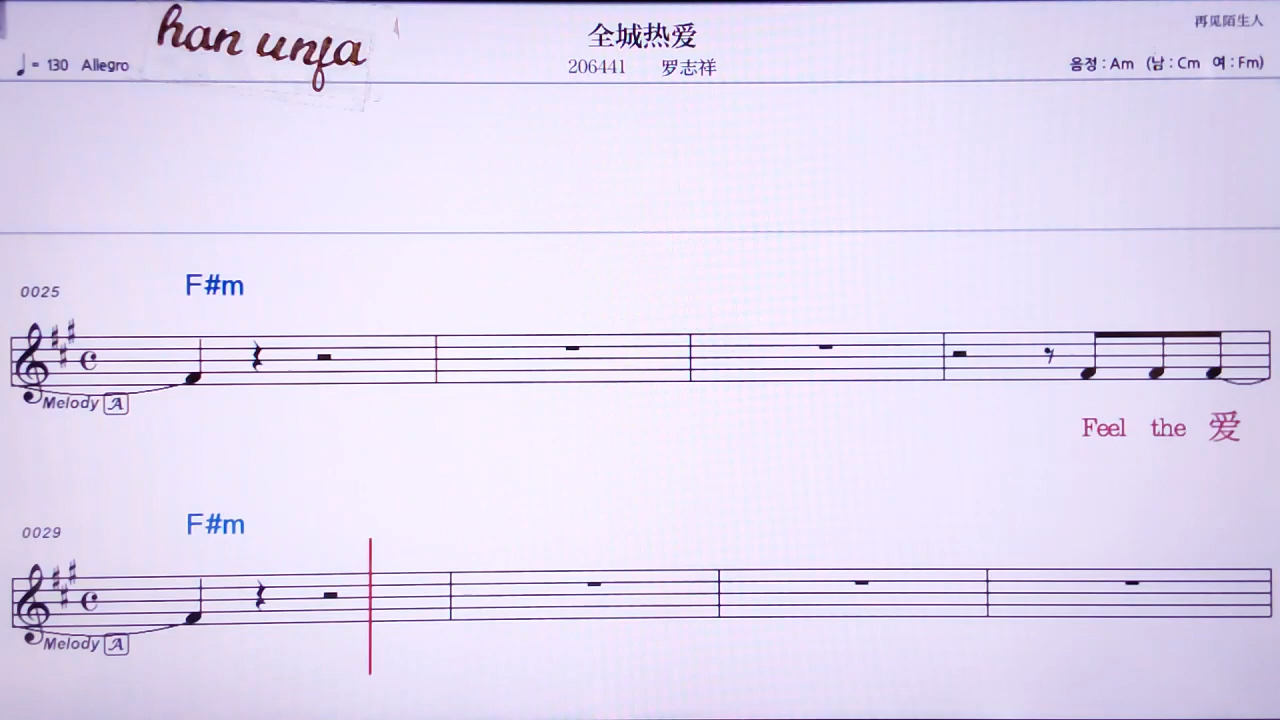 han unfa
全城热爱
再见陌生人
♩= 130 Allegro
206441 罗志祥
음정 : Am (남 : Cm 여 : Fm)
0025
F#m
Melody A
Feel the 爱
0029
F#m
Melody A